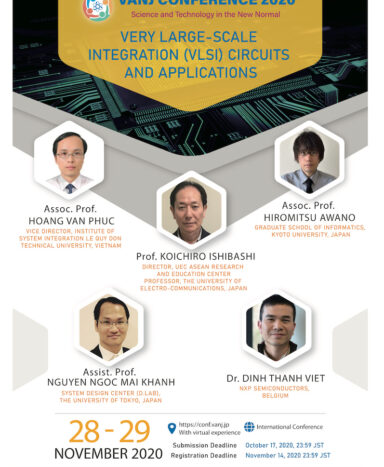 VANJ CONFERENCE 2020
Science and Technology in the New Normal
VERY LARGE-SCALE
INTEGRATION (VLSI) CIRCUITS
AND APPLICATIONS
Assoc. Prof.
HOANG VAN PHUC
VICE DIRECTOR, INSTITUTE OF
SYSTEM INTEGRATION,LE QUY DON
TECHNICAL UNIVERSITY, VIETNAM
Assoc. Prof.
HIROMITSU AWANO
GRADUATE SCHOOL OF INFORMATICS,
KYOTO UNIVERSITY, JAPAN
Prof. KOICHIRO ISHIBASHI
DIRECTOR, UEC ASEAN RESEARCH
AND EDUCATION CENTER
PROFESSOR, THE UNIVERSITY OF
ELECTRO-COMMUNICATIONS, JAPAN
Assist. Prof.
NGUYEN NGOC MAI KHANH
SYSTEM DESIGN CENTER (D.LAB),
THE UNIVERSITY OF TOKYO, JAPAN.
Dr. DINH THANH VIET
NXP SEMICONDUCTORS,
BELGIUM
28 - 29
NOVEMBER 2020
https://conf.vanj.jp
With virtual experience
International Conference
Submission Deadline October 17, 2020, 23:59 JST
Registration Deadline November 14, 2020 23:59 JST